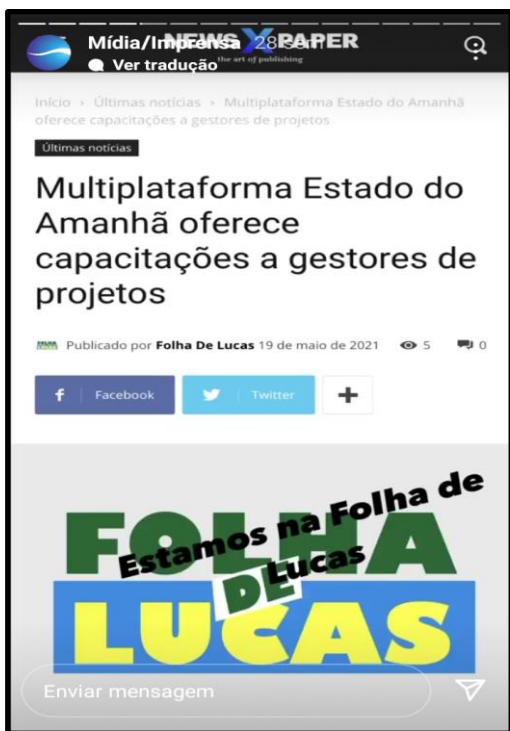 Mídia/Imprensa 28 sem
NEWS X PAPER
the art of publishing
Ver tradução
Início › Últimas notícias › Multiplataforma Estado do Amanhã
oferece capacitações a gestores de projetos
Últimas notícias
Multiplataforma Estado do
Amanhã oferece
capacitações a gestores de
projetos
Publicado por Folha De Lucas 19 de maio de 2021 5 0
f Facebook Twitter +
FOLHA
DE
LUCAS
Estamos na Folha de
Lucas
Enviar mensagem